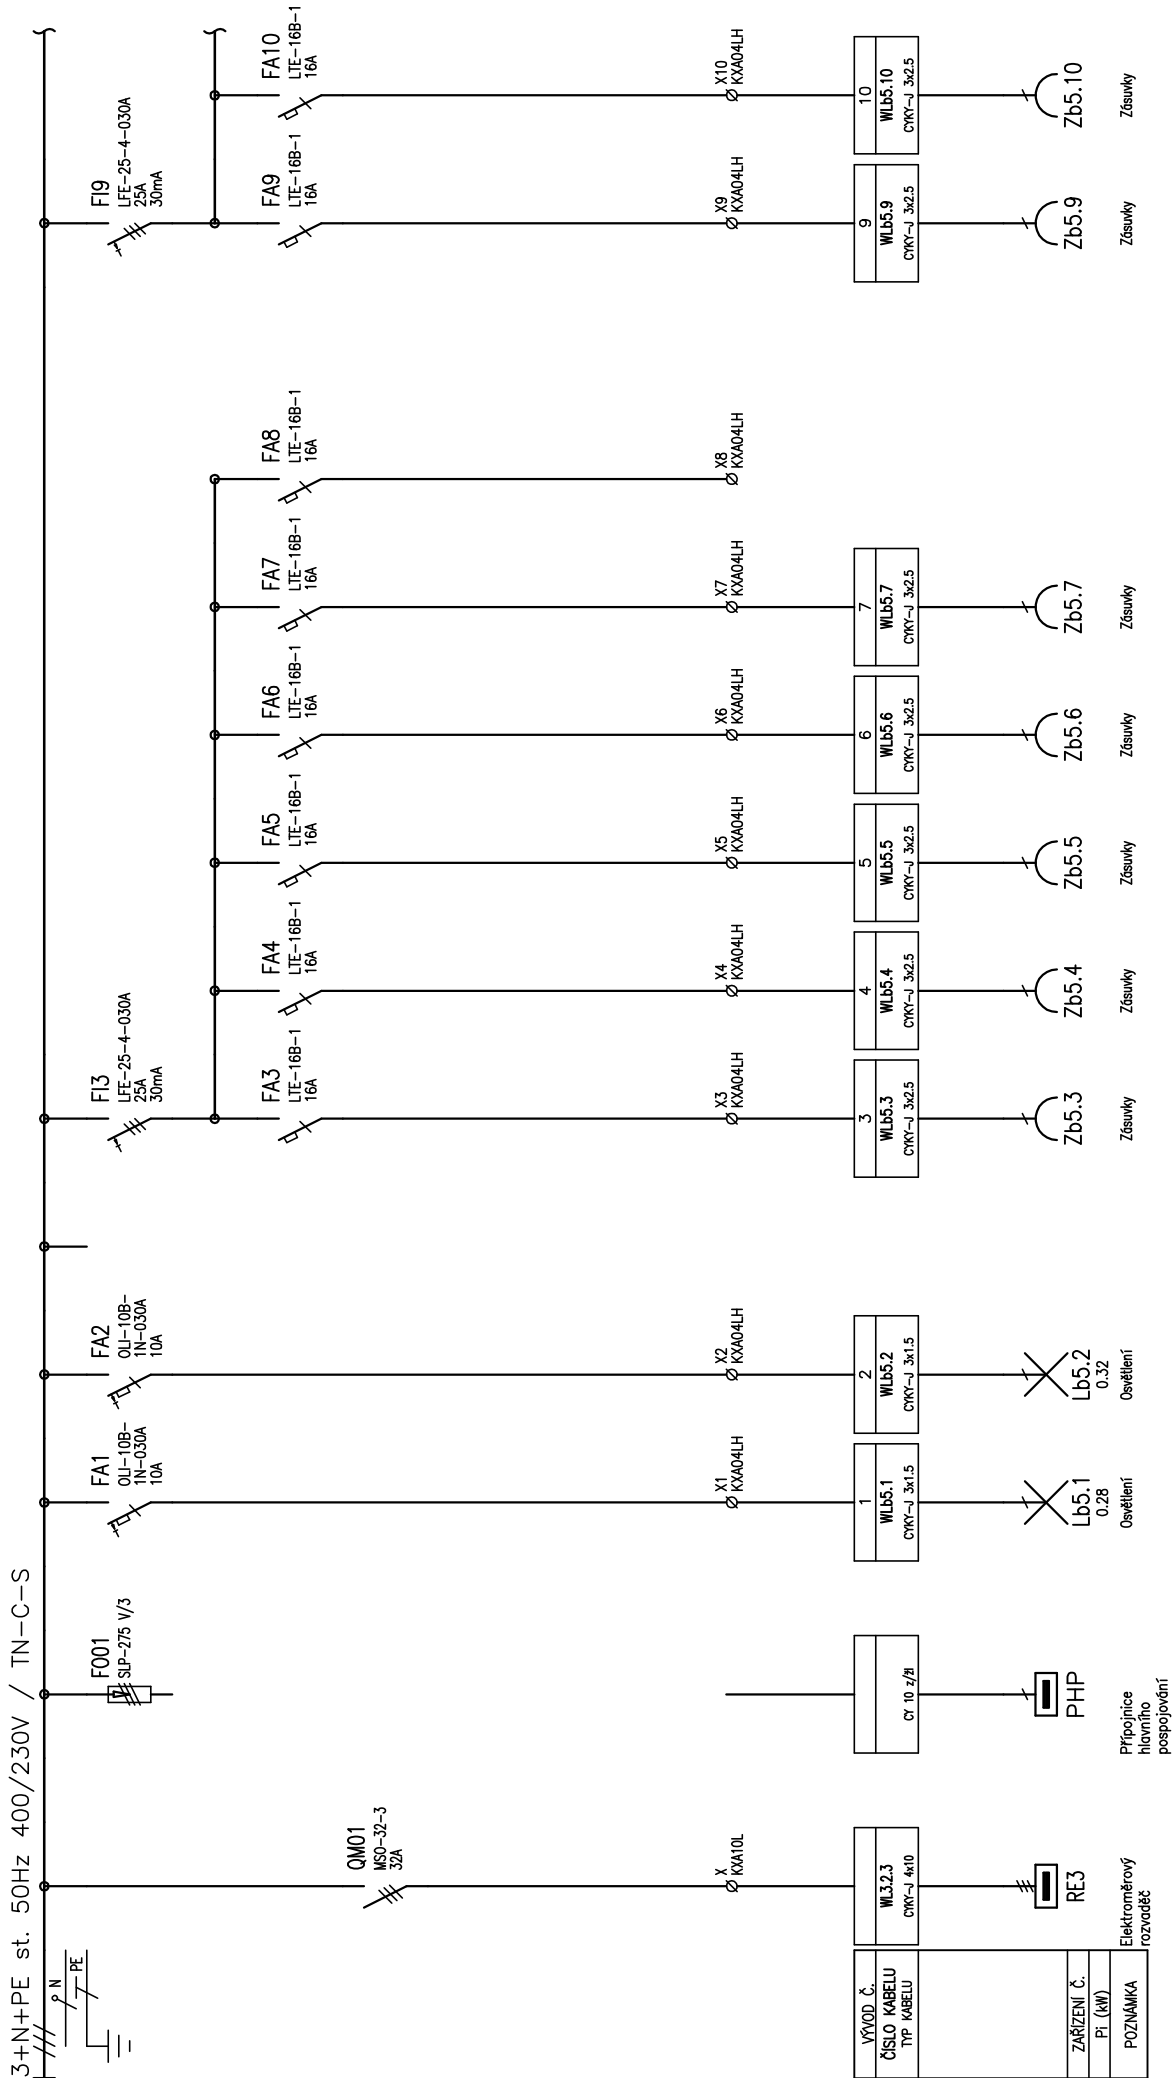 3+N+PE st. 50Hz 400/230V / TN-C-S
N
PE
QM01
MSO-32-3
32A
X
KXA10L
WL3.2.3
CYKY-J 4x10
RE3
Elektroměrový
rozvaděč
FO01
SLP-275 V/3
CY 10 z/žl
PHP
Přípojnice
hlavního
pospojování
FA1
OLI-10B-
1N-030A
10A
X1
KXA04LH
1
WLb5.1
CYKY-J 3x1.5
Lb5.1
0.28
Osvětlení
FA2
OLI-10B-
1N-030A
10A
X2
KXA04LH
2
WLb5.2
CYKY-J 3x1.5
Lb5.2
0.32
Osvětlení
FI3
LFE-25-4-030A
25A
30mA
FA3
LTE-16B-1
16A
X3
KXA04LH
3
WLb5.3
CYKY-J 3x2.5
Zb5.3
Zásuvky
FA4
LTE-16B-1
16A
X4
KXA04LH
4
WLb5.4
CYKY-J 3x2.5
Zb5.4
Zásuvky
FA5
LTE-16B-1
16A
X5
KXA04LH
5
WLb5.5
CYKY-J 3x2.5
Zb5.5
Zásuvky
FA6
LTE-16B-1
16A
X6
KXA04LH
6
WLb5.6
CYKY-J 3x2.5
Zb5.6
Zásuvky
FA7
LTE-16B-1
16A
X7
KXA04LH
7
WLb5.7
CYKY-J 3x2.5
Zb5.7
Zásuvky
FA8
LTE-16B-1
16A
X8
KXA04LH
FI9
LFE-25-4-030A
25A
30mA
FA9
LTE-16B-1
16A
X9
KXA04LH
9
WLb5.9
CYKY-J 3x2.5
Zb5.9
Zásuvky
FA10
LTE-16B-1
16A
X10
KXA04LH
10
WLb5.10
CYKY-J 3x2.5
Zb5.10
Zásuvky
VÝVOD Č.
ČÍSLO KABELU
TYP KABELU
ZAŘÍZENÍ Č.
Pi (kW)
POZNÁMKA